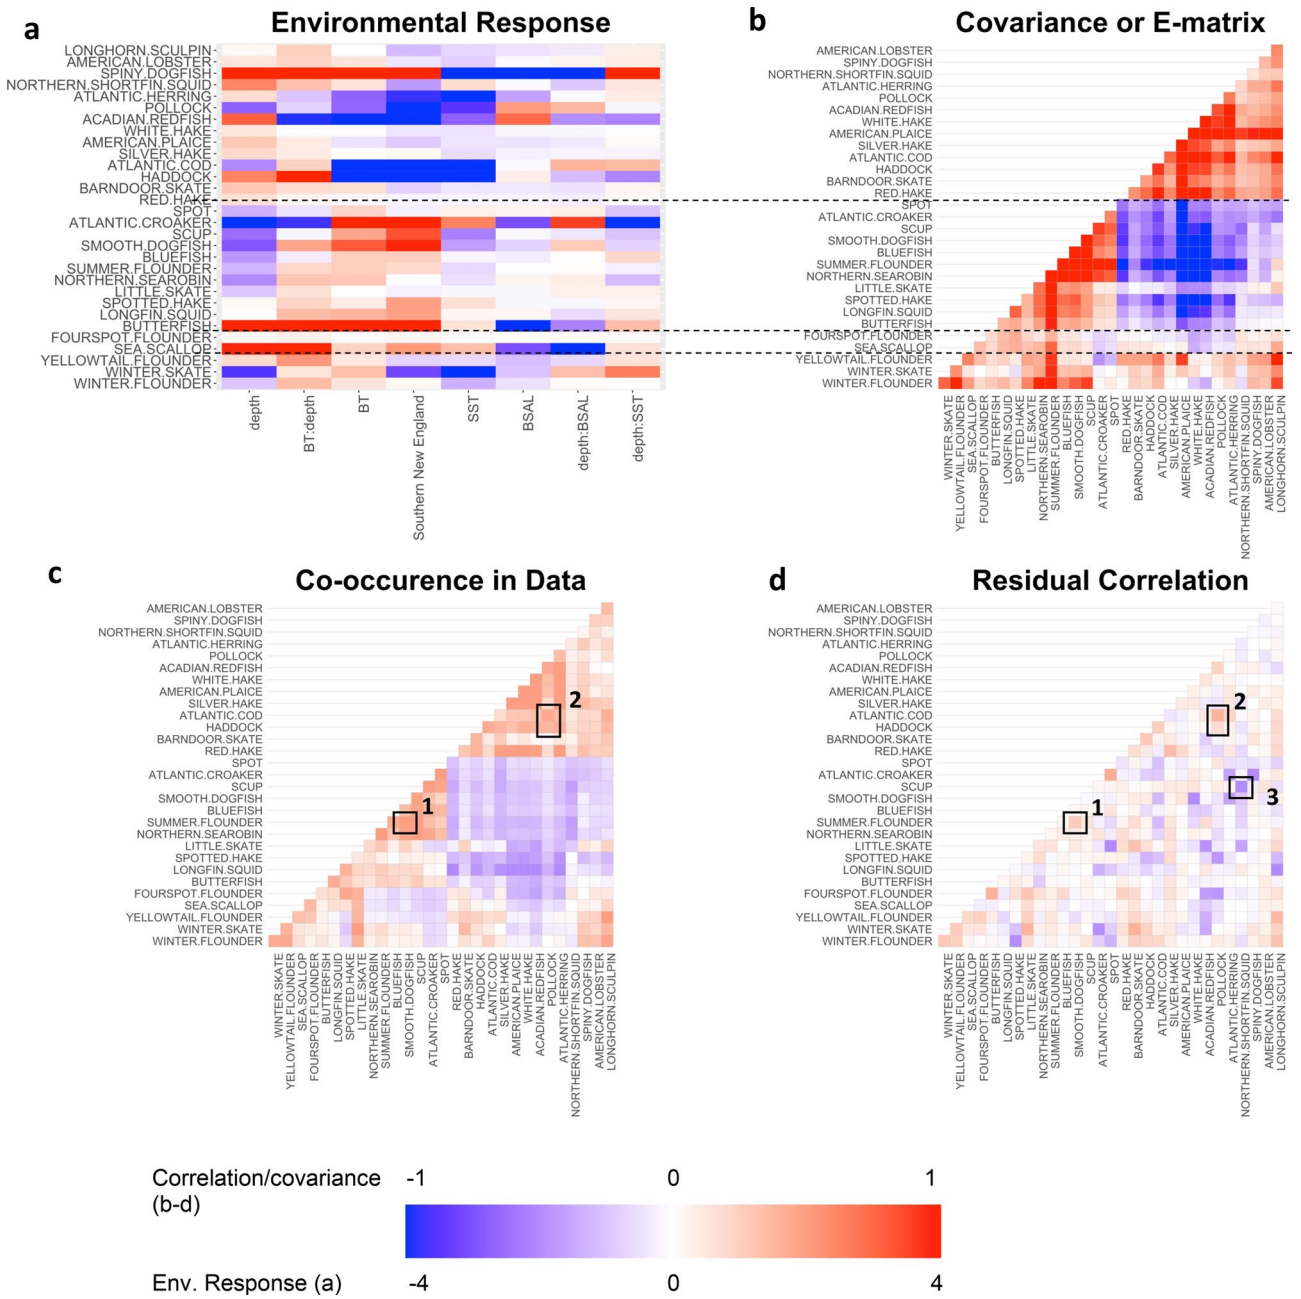 a
Environmental Response
LONGHORN.SCULPIN
AMERICAN.LOBSTER
SPINY.DOGFISH
NORTHERN.SHORTFIN.SQUID
ATLANTIC.HERRING
POLLOCK
ACADIAN.REDFISH
WHITE.HAKE
AMERICAN.PLAICE
SILVER.HAKE
ATLANTIC.COD
HADDOCK
BARNDOOR.SKATE
RED.HAKE
SPOT
ATLANTIC.CROAKER
SCUP
SMOOTH.DOGFISH
BLUEFISH
SUMMER.FLOUNDER
NORTHERN.SEAROBIN
LITTLE.SKATE
SPOTTED.HAKE
LONGFIN.SQUID
BUTTERFISH
FOURSPOT.FLOUNDER
SEA.SCALLOP
YELLOWTAIL.FLOUNDER
WINTER.SKATE
WINTER.FLOUNDER
depth
BT:depth
BT
Southern New England
SST
BSAL
depth:BSAL
depth:SST
b
Covariance or E-matrix
AMERICAN.LOBSTER
SPINY.DOGFISH
NORTHERN.SHORTFIN.SQUID
ATLANTIC.HERRING
POLLOCK
ACADIAN.REDFISH
WHITE.HAKE
AMERICAN.PLAICE
SILVER.HAKE
ATLANTIC.COD
HADDOCK
BARNDOOR.SKATE
RED.HAKE
SPOT
ATLANTIC.CROAKER
SCUP
SMOOTH.DOGFISH
BLUEFISH
SUMMER.FLOUNDER
NORTHERN.SEAROBIN
LITTLE.SKATE
SPOTTED.HAKE
LONGFIN.SQUID
BUTTERFISH
FOURSPOT.FLOUNDER
SEA.SCALLOP
YELLOWTAIL.FLOUNDER
WINTER.SKATE
WINTER.FLOUNDER
WINTER.SKATE
YELLOWTAIL.FLOUNDER
SEA.SCALLOP
FOURSPOT.FLOUNDER
BUTTERFISH
LONGFIN.SQUID
SPOTTED.HAKE
LITTLE.SKATE
NORTHERN.SEAROBIN
SUMMER.FLOUNDER
BLUEFISH
SMOOTH.DOGFISH
SCUP
ATLANTIC.CROAKER
SPOT
RED.HAKE
BARNDOOR.SKATE
HADDOCK
ATLANTIC.COD
SILVER.HAKE
AMERICAN.PLAICE
WHITE.HAKE
ACADIAN.REDFISH
POLLOCK
ATLANTIC.HERRING
NORTHERN.SHORTFIN.SQUID
SPINY.DOGFISH
AMERICAN.LOBSTER
LONGHORN.SCULPIN
c
Co-occurence in Data
AMERICAN.LOBSTER
SPINY.DOGFISH
NORTHERN.SHORTFIN.SQUID
ATLANTIC.HERRING
POLLOCK
ACADIAN.REDFISH
WHITE.HAKE
AMERICAN.PLAICE
SILVER.HAKE
ATLANTIC.COD
HADDOCK
BARNDOOR.SKATE
RED.HAKE
SPOT
ATLANTIC.CROAKER
SCUP
SMOOTH.DOGFISH
BLUEFISH
SUMMER.FLOUNDER
NORTHERN.SEAROBIN
LITTLE.SKATE
SPOTTED.HAKE
LONGFIN.SQUID
BUTTERFISH
FOURSPOT.FLOUNDER
SEA.SCALLOP
YELLOWTAIL.FLOUNDER
WINTER.SKATE
WINTER.FLOUNDER
2
1
WINTER.SKATE
YELLOWTAIL.FLOUNDER
SEA.SCALLOP
FOURSPOT.FLOUNDER
BUTTERFISH
LONGFIN.SQUID
SPOTTED.HAKE
LITTLE.SKATE
NORTHERN.SEAROBIN
SUMMER.FLOUNDER
BLUEFISH
SMOOTH.DOGFISH
SCUP
ATLANTIC.CROAKER
SPOT
RED.HAKE
BARNDOOR.SKATE
HADDOCK
ATLANTIC.COD
SILVER.HAKE
AMERICAN.PLAICE
WHITE.HAKE
ACADIAN.REDFISH
POLLOCK
ATLANTIC.HERRING
NORTHERN.SHORTFIN.SQUID
SPINY.DOGFISH
AMERICAN.LOBSTER
LONGHORN.SCULPIN
d
Residual Correlation
AMERICAN.LOBSTER
SPINY.DOGFISH
NORTHERN.SHORTFIN.SQUID
ATLANTIC.HERRING
POLLOCK
ACADIAN.REDFISH
WHITE.HAKE
AMERICAN.PLAICE
SILVER.HAKE
ATLANTIC.COD
HADDOCK
BARNDOOR.SKATE
RED.HAKE
SPOT
ATLANTIC.CROAKER
SCUP
SMOOTH.DOGFISH
BLUEFISH
SUMMER.FLOUNDER
NORTHERN.SEAROBIN
LITTLE.SKATE
SPOTTED.HAKE
LONGFIN.SQUID
BUTTERFISH
FOURSPOT.FLOUNDER
SEA.SCALLOP
YELLOWTAIL.FLOUNDER
WINTER.SKATE
WINTER.FLOUNDER
2
3
1
WINTER.SKATE
YELLOWTAIL.FLOUNDER
SEA.SCALLOP
FOURSPOT.FLOUNDER
BUTTERFISH
LONGFIN.SQUID
SPOTTED.HAKE
LITTLE.SKATE
NORTHERN.SEAROBIN
SUMMER.FLOUNDER
BLUEFISH
SMOOTH.DOGFISH
SCUP
ATLANTIC.CROAKER
SPOT
RED.HAKE
BARNDOOR.SKATE
HADDOCK
ATLANTIC.COD
SILVER.HAKE
AMERICAN.PLAICE
WHITE.HAKE
ACADIAN.REDFISH
POLLOCK
ATLANTIC.HERRING
NORTHERN.SHORTFIN.SQUID
SPINY.DOGFISH
AMERICAN.LOBSTER
LONGHORN.SCULPIN
Correlation/covariance
(b-d)
-1 0 1
Env. Response (a)
-4 0 4